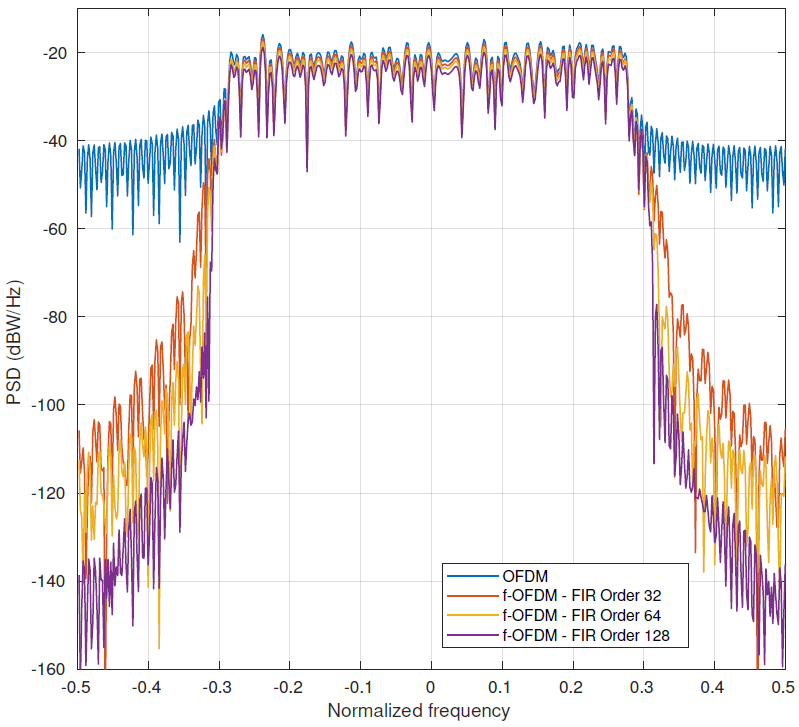 PSD (dBW/Hz)
-20
-40
-60
-80
-100
-120
-140
-160
OFDM
f-OFDM - FIR Order 32
f-OFDM - FIR Order 64
f-OFDM - FIR Order 128
-0.5 -0.4 -0.3 -0.2 -0.1 0 0.1 0.2 0.3 0.4 0.5
Normalized frequency